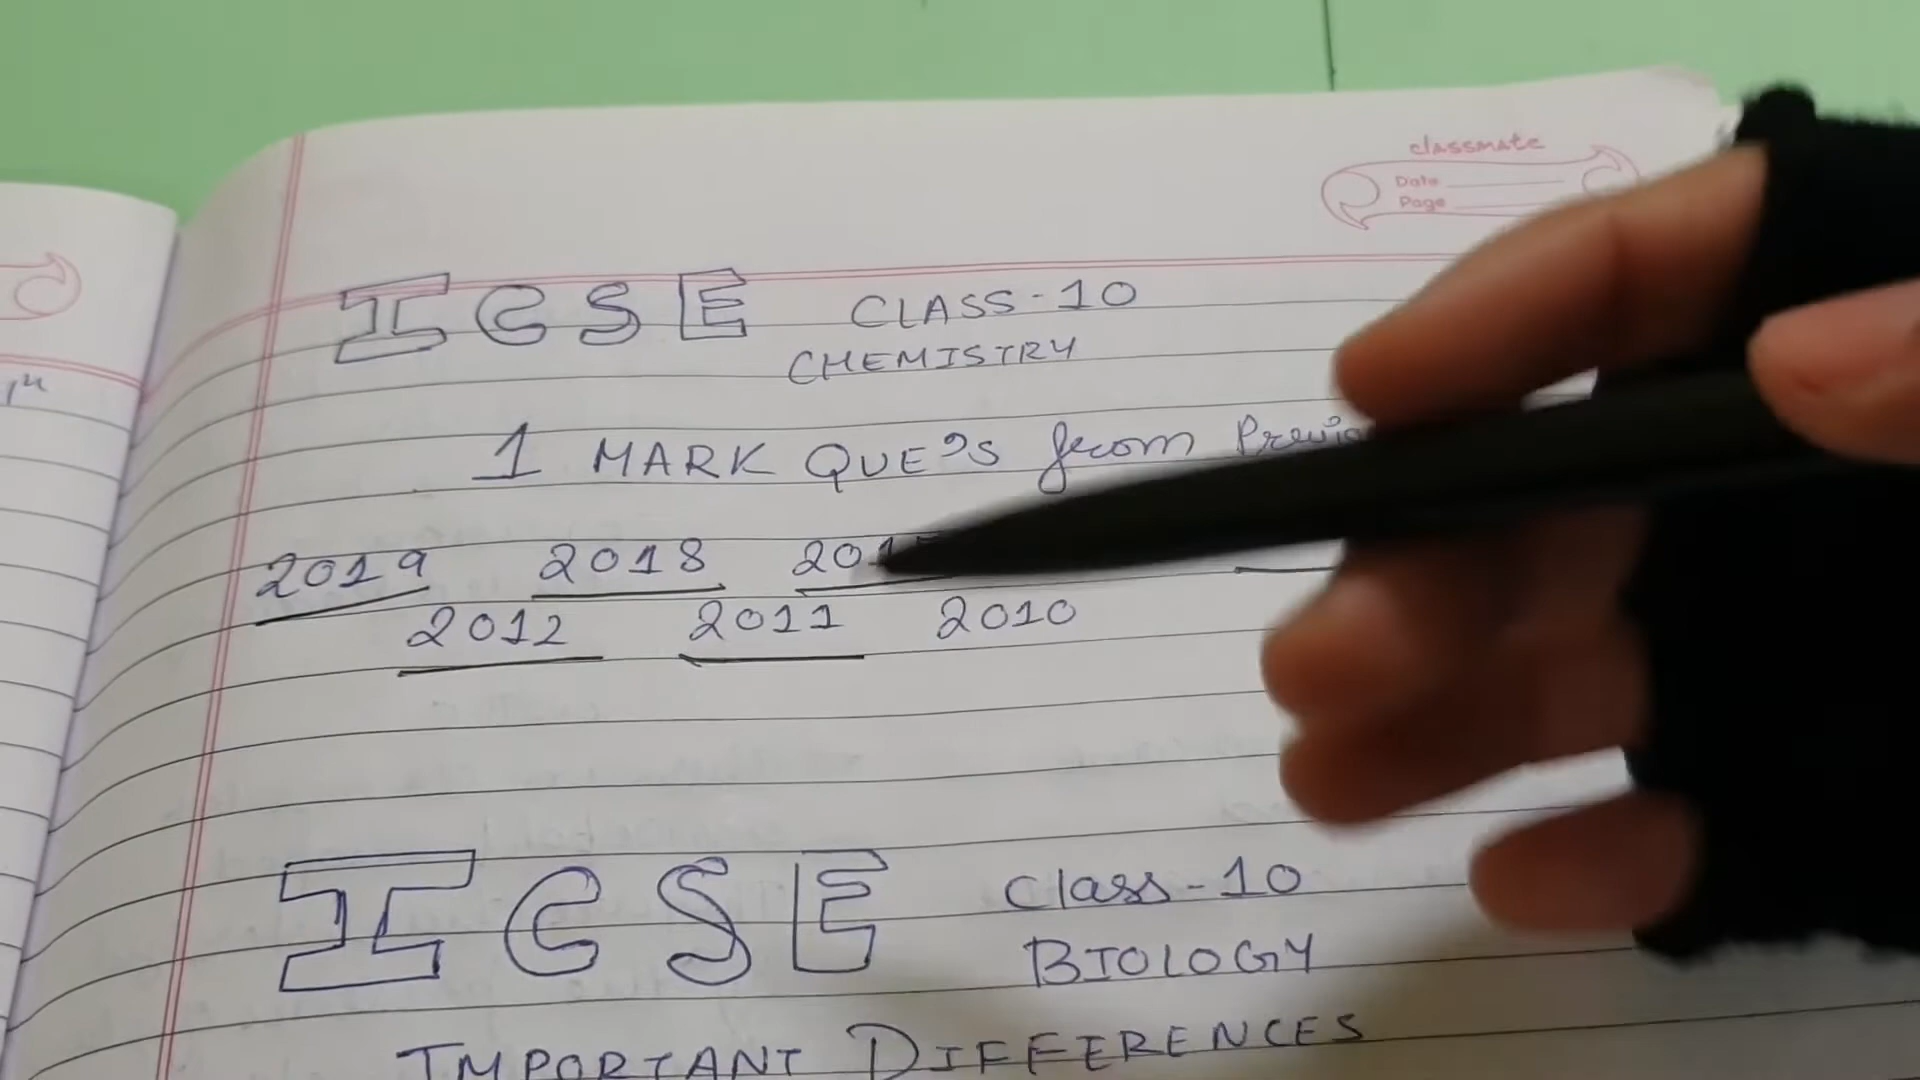 classmate
Date
Page
ICSE CLASS-10
CHEMISTRY
1 MARK QUE'S from
2019 2018
2012 2011 2010
ICSE Class-10
BIOLOGY
IMPORTANT DIFFERENCES